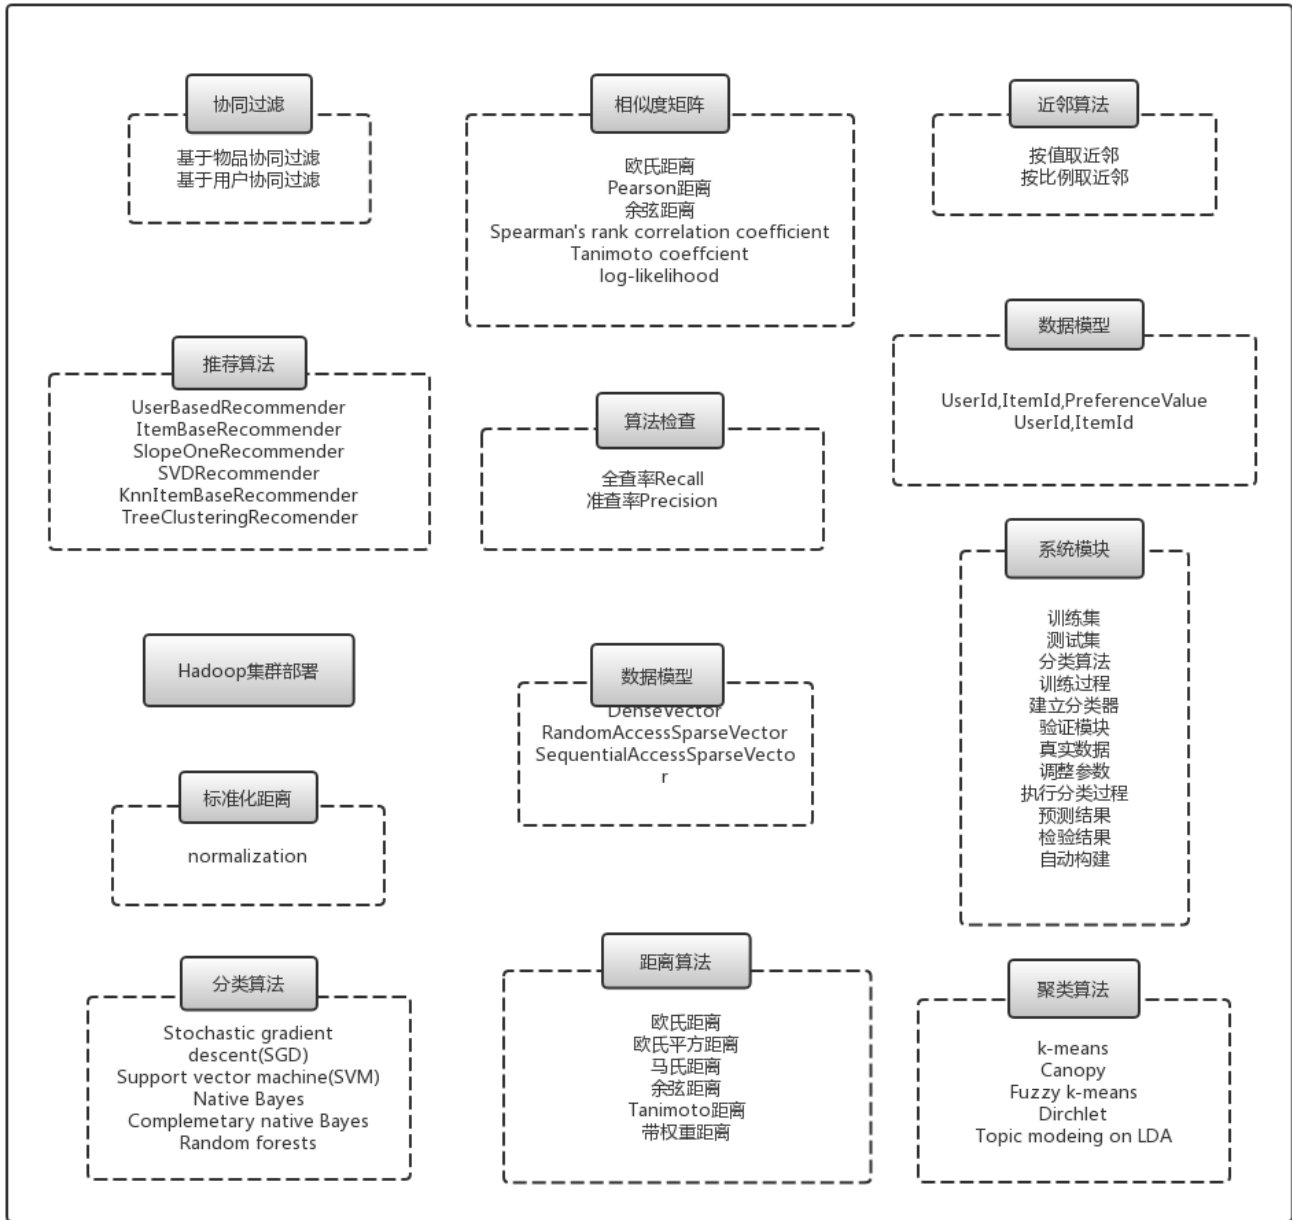 协同过滤
基于物品协同过滤
基于用户协同过滤
相似度矩阵
欧氏距离
Pearson距离
余弦距离
Spearman's rank correlation coefficient
Tanimoto coeffcient
log-likelihood
近邻算法
按值取近邻
按比例取近邻
推荐算法
UserBasedRecommender
ItemBaseRecommender
SlopeOneRecommender
SVDRecommender
KnnItemBaseRecommender
TreeClusteringRecomender
算法检查
全查率Recall
准查率Precision
数据模型
UserId,ItemId,PreferenceValue
UserId,ItemId
系统模块
训练集
测试集
分类算法
训练过程
建立分类器
验证模块
真实数据
调整参数
执行分类过程
预测结果
检验结果
自动构建
Hadoop集群部署
数据模型
DenseVector
RandomAccessSparseVector
SequentialAccessSparseVecto
r
标准化距离
normalization
分类算法
Stochastic gradient
descent(SGD)
Support vector machine(SVM)
Native Bayes
Complemetary native Bayes
Random forests
距离算法
欧氏距离
欧氏平方距离
马氏距离
余弦距离
Tanimoto距离
带权重距离
聚类算法
k-means
Canopy
Fuzzy k-means
Dirchlet
Topic modeing on LDA